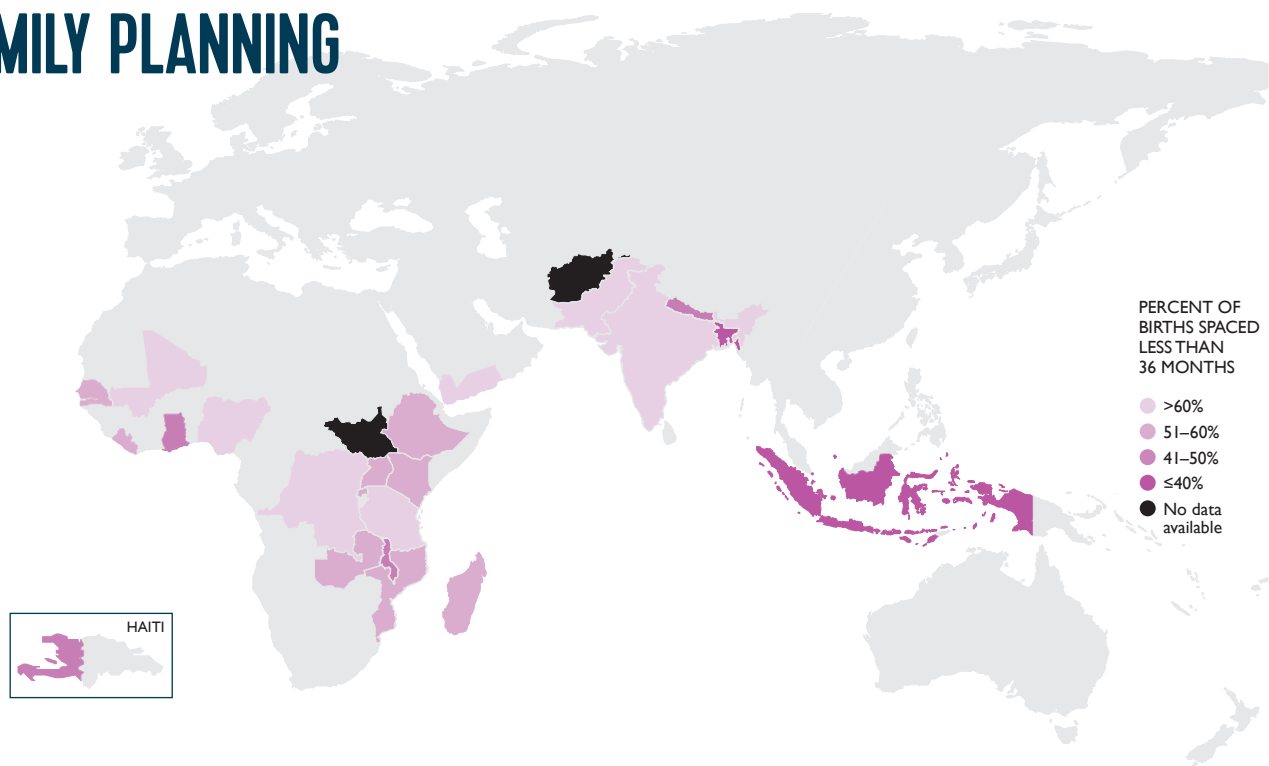 MILY PLANNING
PERCENT OF
BIRTHS SPACED
LESS THAN
36 MONTHS
>60%
51–60%
41–50%
≤40%
No data
available
HAITI